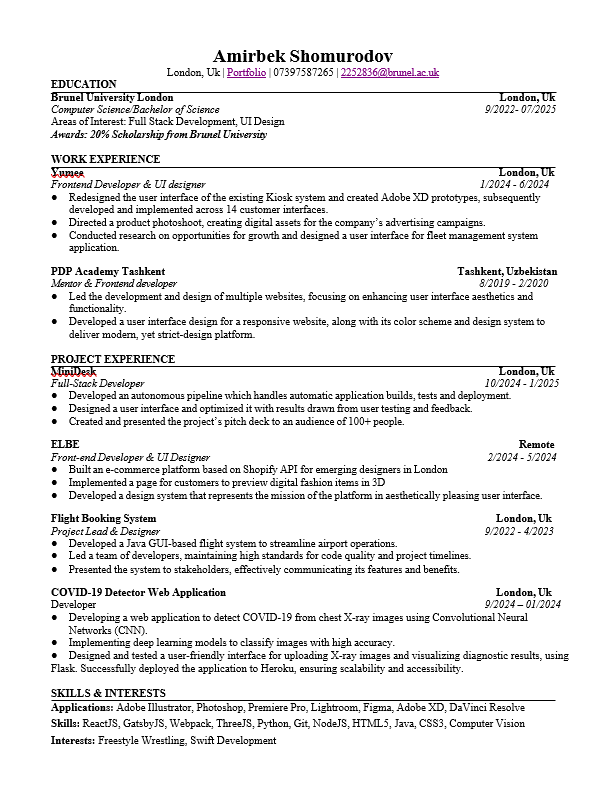 Amirbek Shomurodov
London, Uk | Portfolio | 07397587265 | 2252836@brunel.ac.uk
EDUCATION
Brunel University London London, Uk
Computer Science/Bachelor of Science 9/2022- 07/2025
Areas of Interest: Full Stack Development, UI Design
Awards: 20% Scholarship from Brunel University
WORK EXPERIENCE
Yumee London, Uk
Frontend Developer & UI designer 1/2024 - 6/2024
● Redesigned the user interface of the existing Kiosk system and created Adobe XD prototypes, subsequently
developed and implemented across 14 customer interfaces.
● Directed a product photoshoot, creating digital assets for the company's advertising campaigns.
● Conducted research on opportunities for growth and designed a user interface for fleet management system
application.
PDP Academy Tashkent Tashkent, Uzbekistan
Mentor & Frontend developer 8/2019 - 2/2020
● Led the development and design of multiple websites, focusing on enhancing user interface aesthetics and
functionality.
● Developed a user interface design for a responsive website, along with its color scheme and design system to
deliver modern, yet strict-design platform.
PROJECT EXPERIENCE
MiniDesk London, Uk
Full-Stack Developer 10/2024 - 1/2025
● Developed an autonomous pipeline which handles automatic application builds, tests and deployment.
● Designed a user interface and optimized it with results drawn from user testing and feedback.
● Created and presented the project's pitch deck to an audience of 100+ people.
ELBE Remote
Front-end Developer & UI Designer 2/2024 - 5/2024
● Built an e-commerce platform based on Shopify API for emerging designers in London
● Implemented a page for customers to preview digital fashion items in 3D
● Developed a design system that represents the mission of the platform in aesthetically pleasing user interface.
Flight Booking System London, Uk
Project Lead & Designer 9/2022 - 4/2023
● Developed a Java GUI-based flight system to streamline airport operations.
● Led a team of developers, maintaining high standards for code quality and project timelines.
● Presented the system to stakeholders, effectively communicating its features and benefits.
COVID-19 Detector Web Application London, Uk
Developer 9/2024 – 01/2024
● Developing a web application to detect COVID-19 from chest X-ray images using Convolutional Neural
Networks (CNN).
● Implementing deep learning models to classify images with high accuracy.
● Designed and tested a user-friendly interface for uploading X-ray images and visualizing diagnostic results, using
Flask. Successfully deployed the application to Heroku, ensuring scalability and accessibility.
SKILLS & INTERESTS
Applications: Adobe Illustrator, Photoshop, Premiere Pro, Lightroom, Figma, Adobe XD, DaVinci Resolve
Skills: ReactJS, GatsbyJS, Webpack, ThreeJS, Python, Git, NodeJS, HTML5, Java, CSS3, Computer Vision
Interests: Freestyle Wrestling, Swift Development